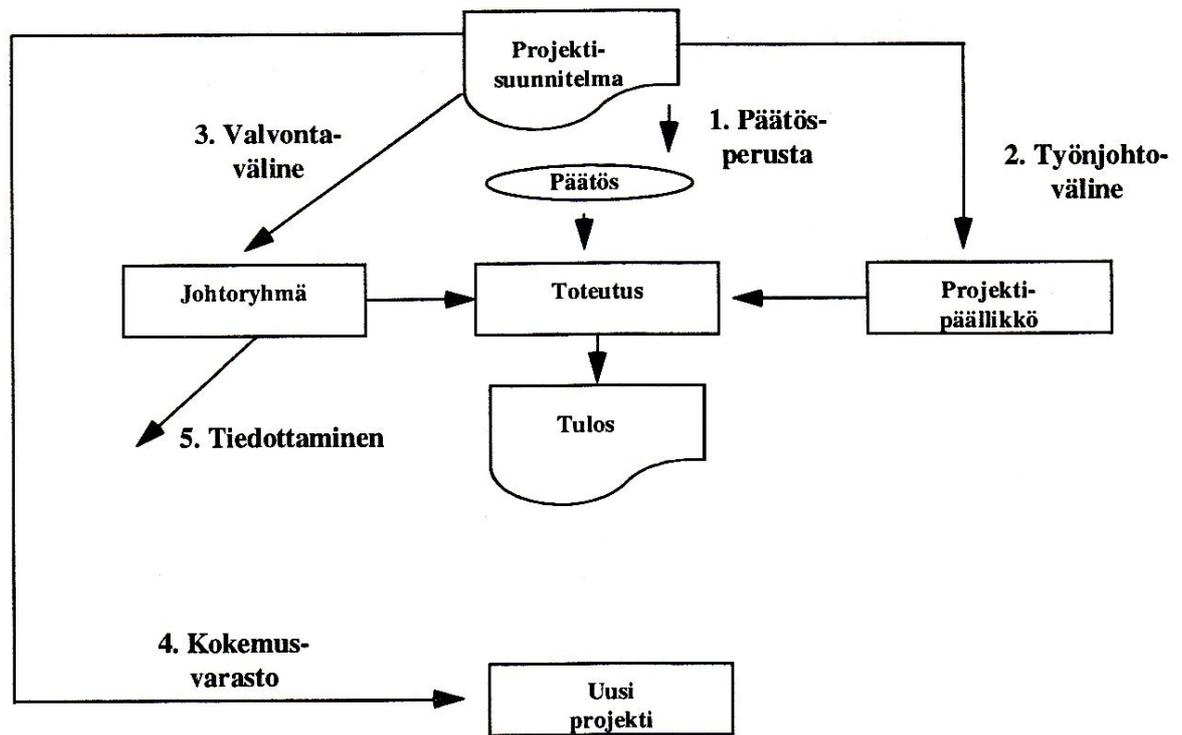 Projekti-
suunnitelma
1. Päätös-
perusta
3. Valvonta-
väline
2. Työnjohto-
väline
Päätös
Johtoryhmä
Toteutus
Projekti-
päällikkö
Tulos
5. Tiedottaminen
4. Kokemus-
varasto
Uusi
projekti